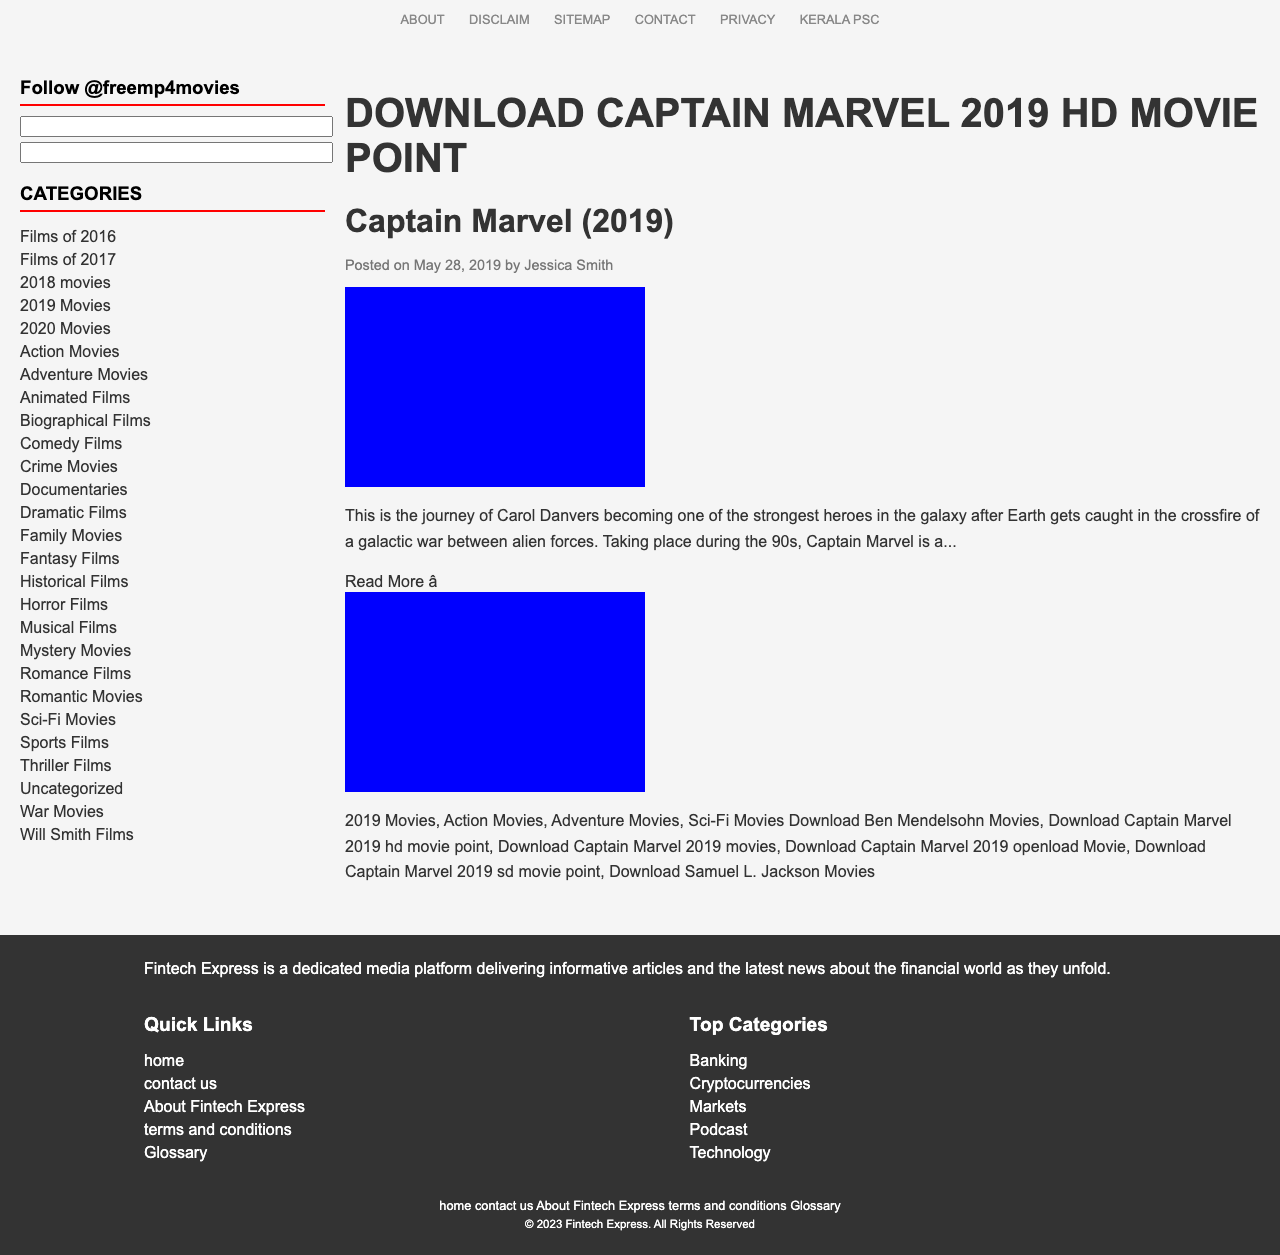 ABOUT DISCLAIM SITEMAP CONTACT PRIVACY KERALA PSC
Follow @freemp4movies
CATEGORIES
Films of 2016
Films of 2017
2018 movies
2019 Movies
2020 Movies
Action Movies
Adventure Movies
Animated Films
Biographical Films
Comedy Films
Crime Movies
Documentaries
Dramatic Films
Family Movies
Fantasy Films
Historical Films
Horror Films
Musical Films
Mystery Movies
Romance Films
Romantic Movies
Sci-Fi Movies
Sports Films
Thriller Films
Uncategorized
War Movies
Will Smith Films
DOWNLOAD CAPTAIN MARVEL 2019 HD MOVIE
POINT
Captain Marvel (2019)
Posted on May 28, 2019 by Jessica Smith
This is the journey of Carol Danvers becoming one of the strongest heroes in the galaxy after Earth gets caught in the crossfire of
a galactic war between alien forces. Taking place during the 90s, Captain Marvel is a...
Read More â
2019 Movies, Action Movies, Adventure Movies, Sci-Fi Movies Download Ben Mendelsohn Movies, Download Captain Marvel
2019 hd movie point, Download Captain Marvel 2019 movies, Download Captain Marvel 2019 openload Movie, Download
Captain Marvel 2019 sd movie point, Download Samuel L. Jackson Movies
Fintech Express is a dedicated media platform delivering informative articles and the latest news about the financial world as they unfold.
Quick Links
home
contact us
About Fintech Express
terms and conditions
Glossary
Top Categories
Banking
Cryptocurrencies
Markets
Podcast
Technology
home contact us About Fintech Express terms and conditions Glossary
© 2023 Fintech Express. All Rights Reserved